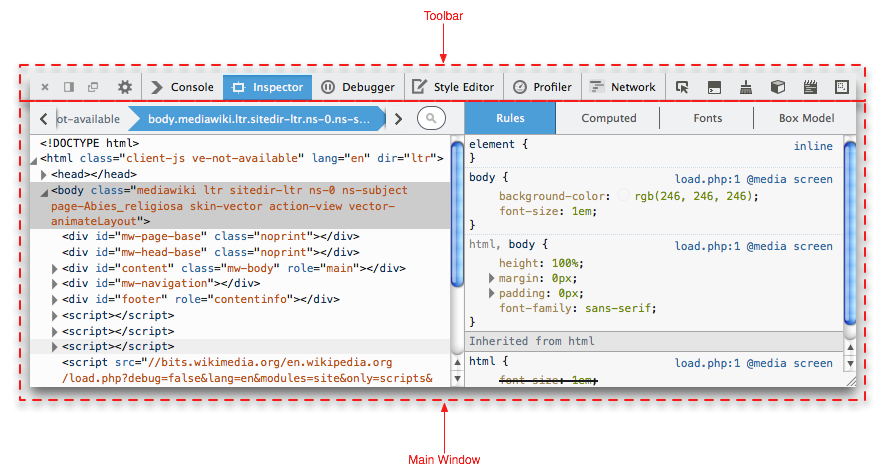 Toolbar
Console Inspector Debugger Style Editor Profiler Network
ot-available body.mediawiki.ltr.sitedir-ltr.ns-0.ns-s...
Rules Computed Fonts Box Model
<!DOCTYPE html>
<html class="client-js ve-not-available" lang="en" dir="ltr">
<head></head>
<body class="mediawiki ltr sitedir-ltr ns-0 ns-subject
page-Abies_religiosa skin-vector action-view vector-
animateLayout">
<div id="mw-page-base" class="noprint"></div>
<div id="mw-head-base" class="noprint"></div>
<div id="content" class="mw-body" role="main"></div>
<div id="mw-navigation"></div>
<div id="footer" role="contentinfo"></div>
<script></script>
<script></script>
<script></script>
<script src="//bits.wikimedia.org/en.wikipedia.org
/load.php?debug=false&lang=en&modules=site&only=scripts&
element { inline
}
body { load.php:1 @media screen
background-color: rgb(246, 246, 246);
font-size: 1em;
}
html, body { load.php:1 @media screen
height: 100%;
margin: 0px;
padding: 0px;
font-family: sans-serif;
}
Inherited from html
html { load.php:1 @media screen
font-size: 1em;
Main Window